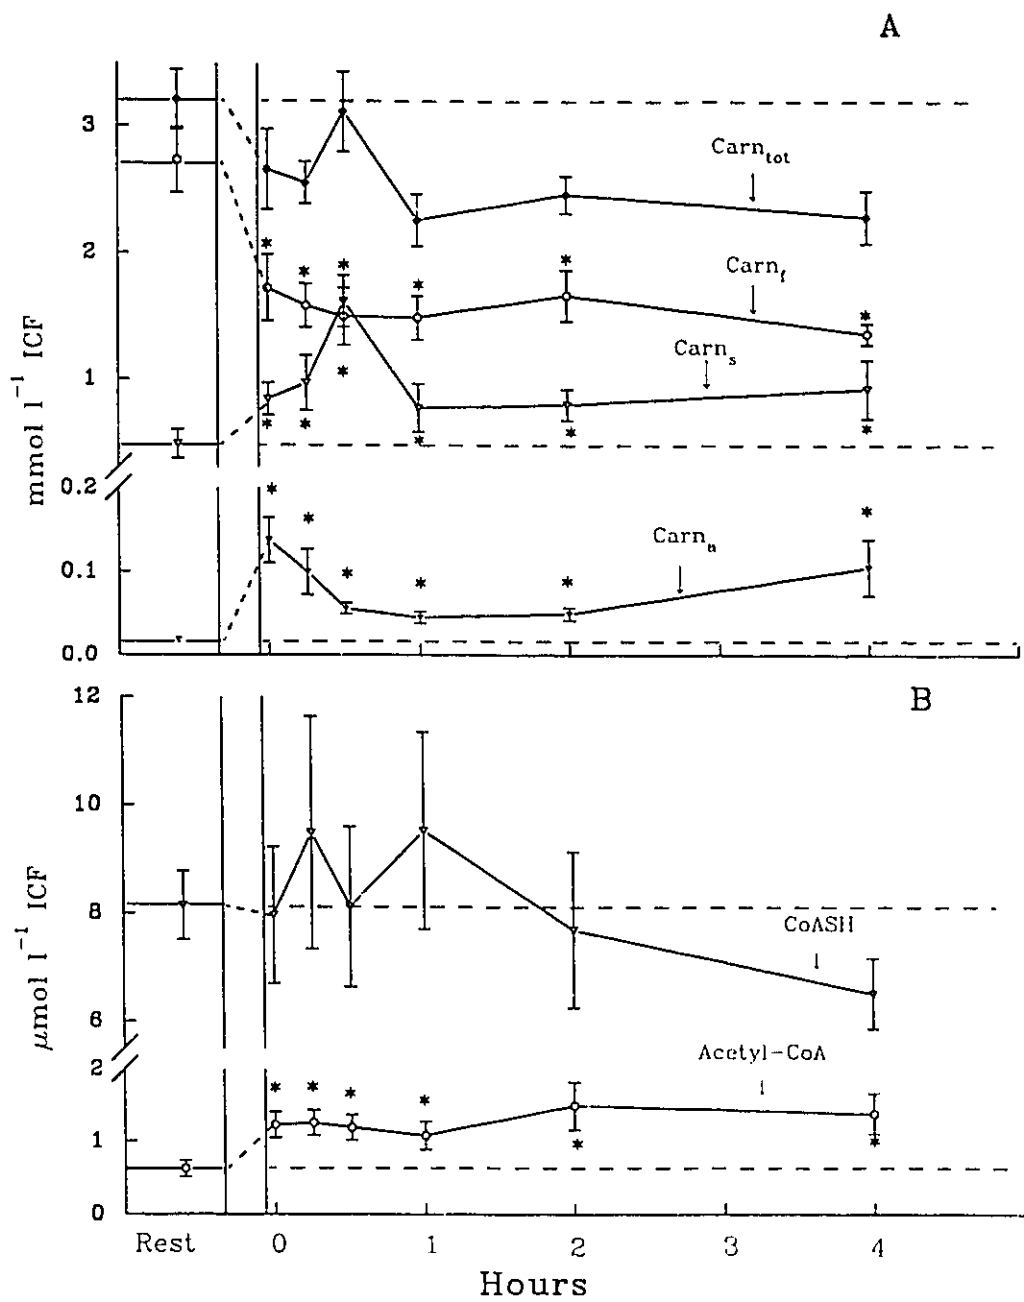 A
3
2
1
0.2
0.1
0.0
mmol l⁻¹ ICF
Carn_tot
*
* * * *
Carn_f
*
Carn_s
*
* * * * *
* * * * *
Carn_n
*
B
12
10
8
6
2
1
0
μmol l⁻¹ ICF
CoASH
Acetyl-CoA
* * * *
* *
Rest 0 1 2 3 4
Hours